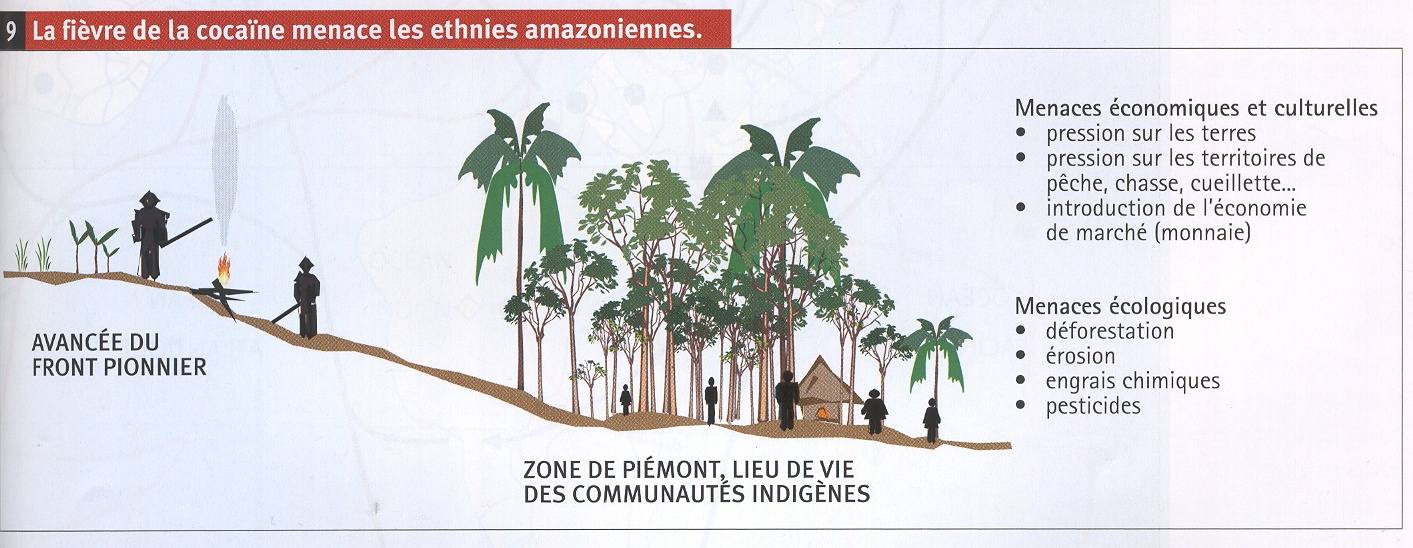 9 La fièvre de la cocaïne menace les ethnies amazoniennes.
AVANCÉE DU
FRONT PIONNIER
ZONE DE PIÉMONT, LIEU DE VIE
DES COMMUNAUTÉS INDIGÈNES
Menaces économiques et culturelles
• pression sur les terres
• pression sur les territoires de
pêche, chasse, cueillette...
• introduction de l'économie
de marché (monnaie)
Menaces écologiques
• déforestation
• érosion
• engrais chimiques
• pesticides